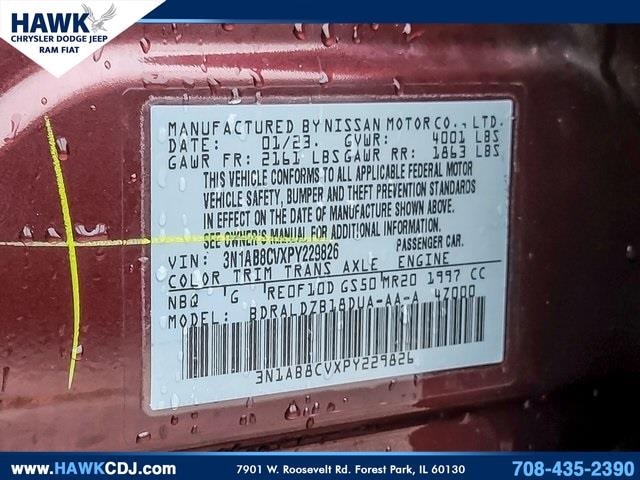 HAWK
CHRYSLER DODGE JEEP
RAM FIAT
MANUFACTURED BY NISSAN MOTOR CO., LTD.
DATE: 01/23. GVWR: 4001 LBS
GAWR FR: 2161 LBS GAWR RR: 1863 LBS
THIS VEHICLE CONFORMS TO ALL APPLICABLE FEDERAL MOTOR
VEHICLE SAFETY, BUMPER AND THEFT PREVENTION STANDARDS
IN EFFECT ON THE DATE OF MANUFACTURE SHOWN ABOVE.
SEE OWNER'S MANUAL FOR ADDITIONAL INFORMATION.
VIN: 3N1AB8CVXPY229826 PASSENGER CAR.
COLOR TRIM TRANS AXLE ENGINE
NBQ 'G 'RE0F10D GS50'MR20 1997 CC
MODEL: BDRALDZB18DUA-AA-A 4Z000
3N1AB8CVXPY229826
www.HAWKCDJ.com
7901 W. Roosevelt Rd. Forest Park, IL 60130
708-435-2390